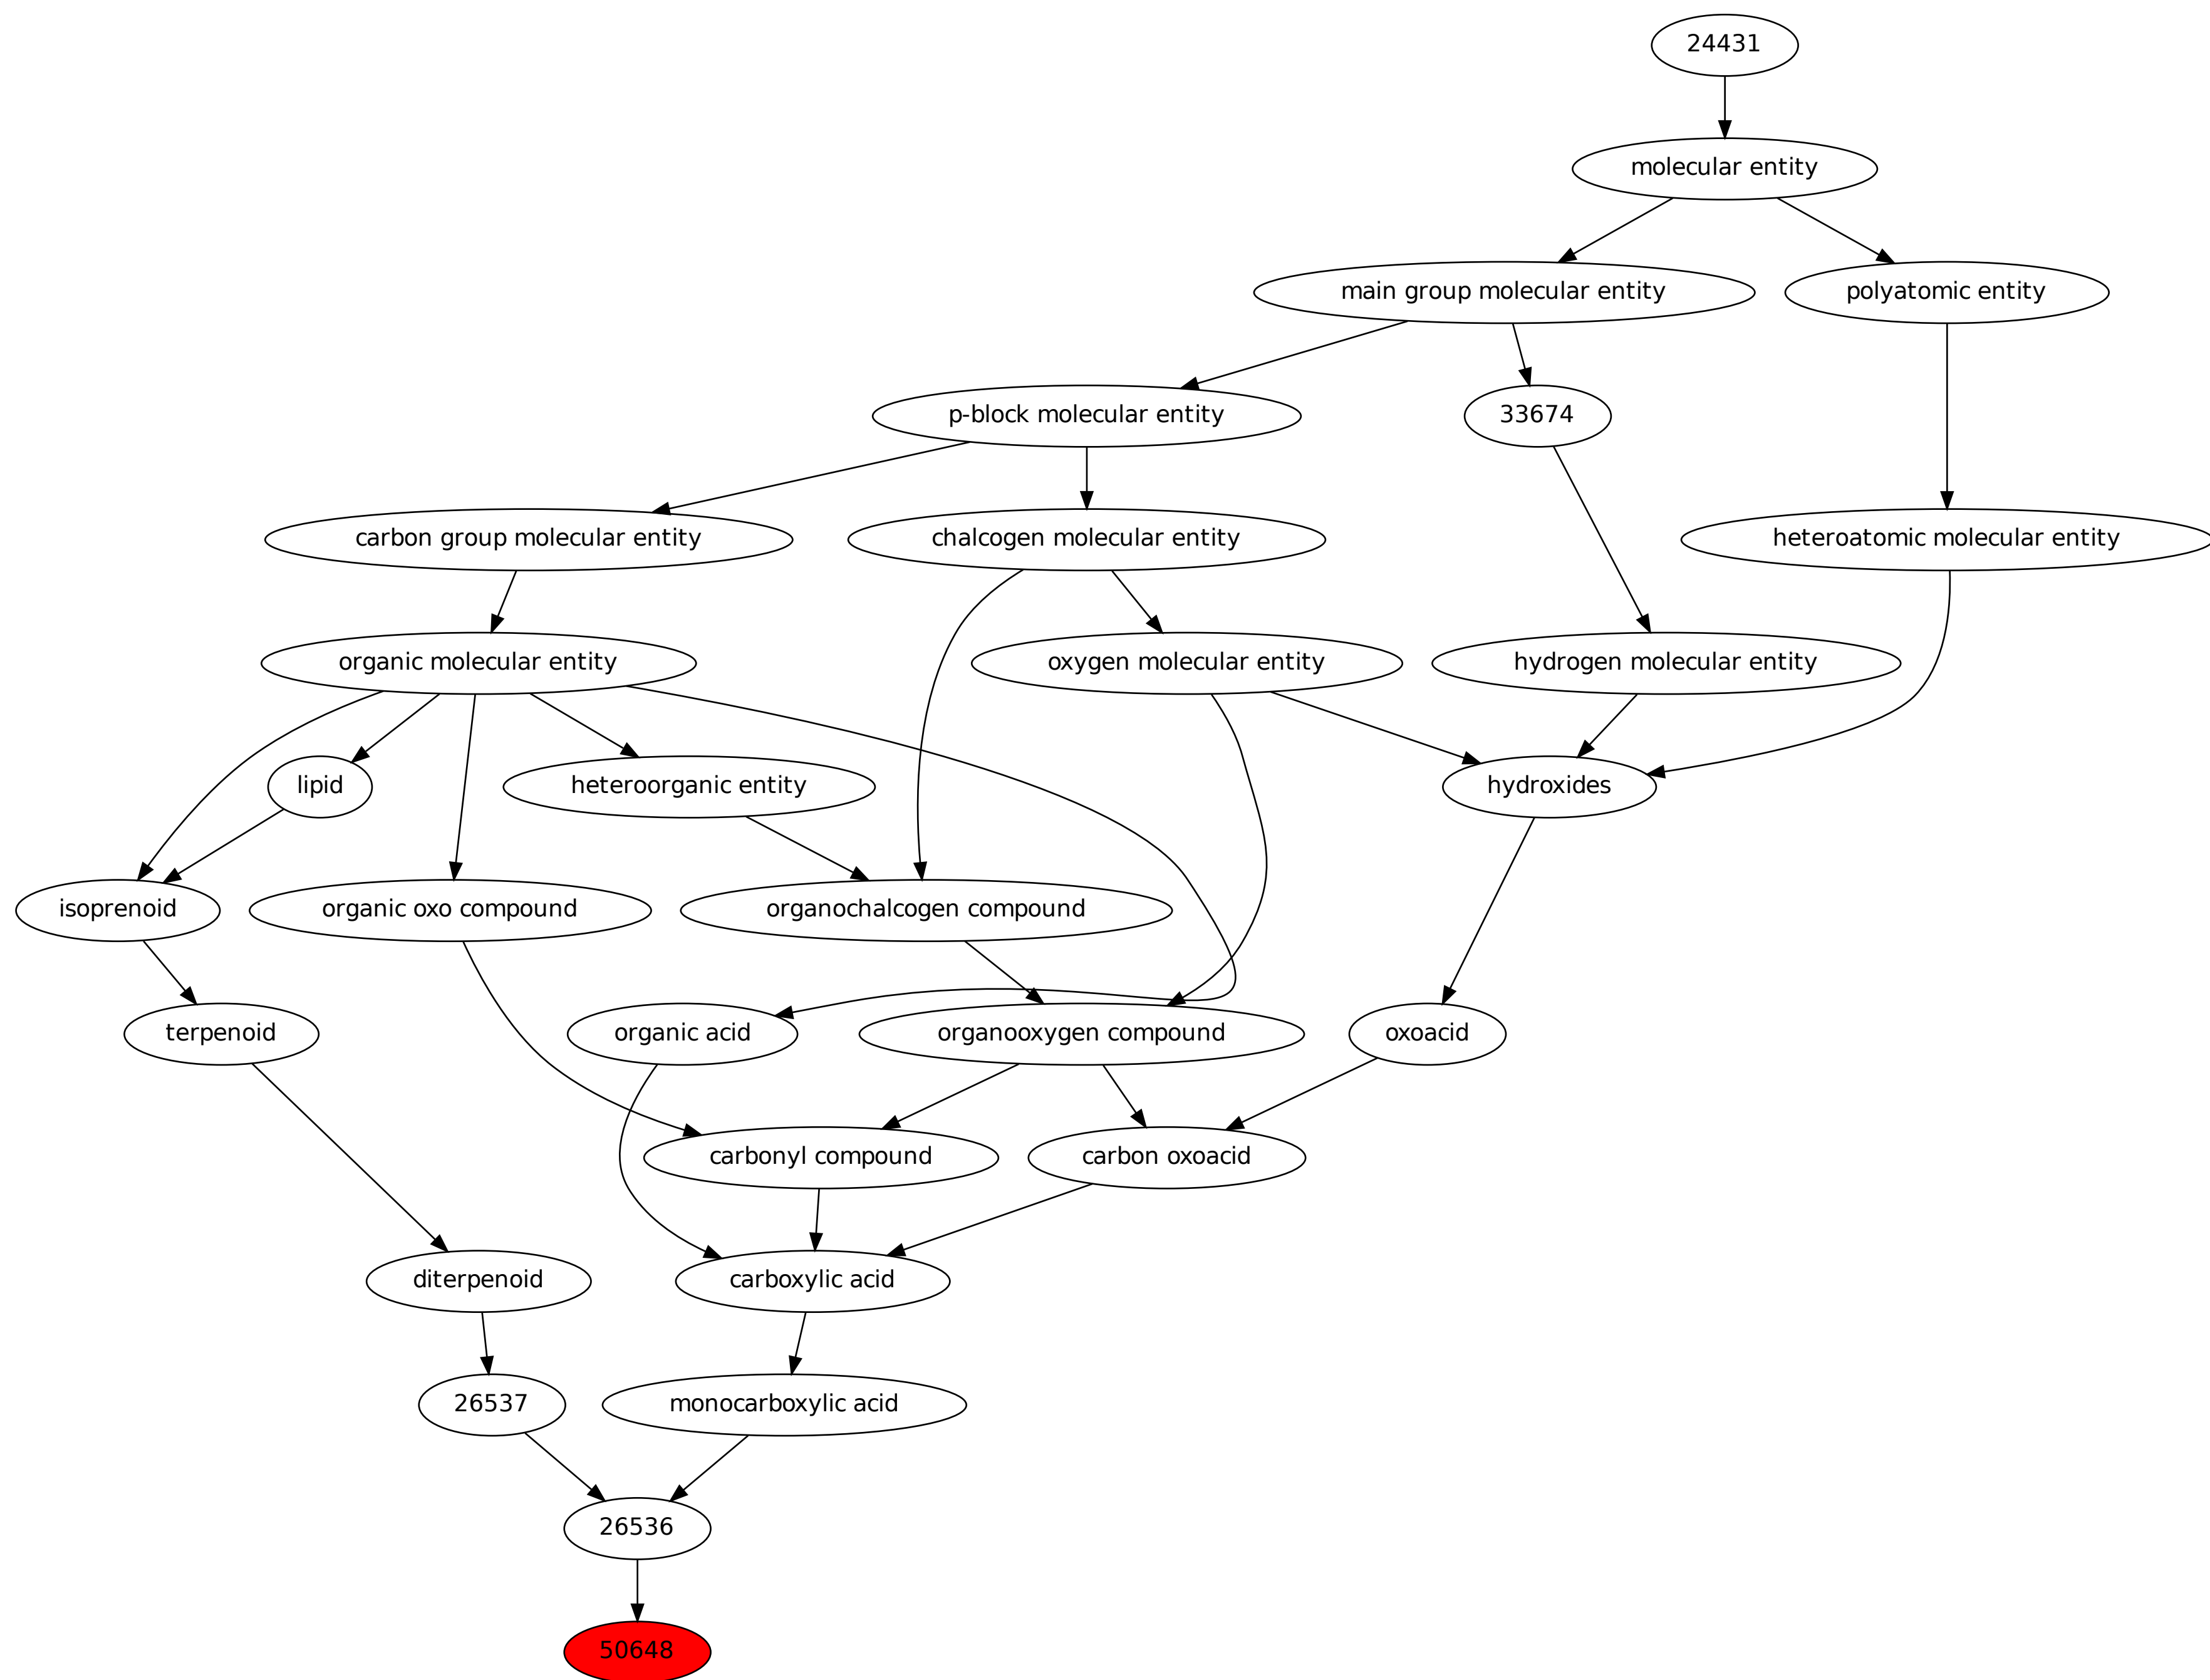 24431
molecular entity
main group molecular entity
polyatomic entity
p-block molecular entity
33674
carbon group molecular entity
chalcogen molecular entity
heteroatomic molecular entity
organic molecular entity
oxygen molecular entity
hydrogen molecular entity
lipid
heteroorganic entity
hydroxides
isoprenoid
organic oxo compound
organochalcogen compound
terpenoid
organic acid
organooxygen compound
oxoacid
carbonyl compound
carbon oxoacid
diterpenoid
carboxylic acid
26537
monocarboxylic acid
26536
50648